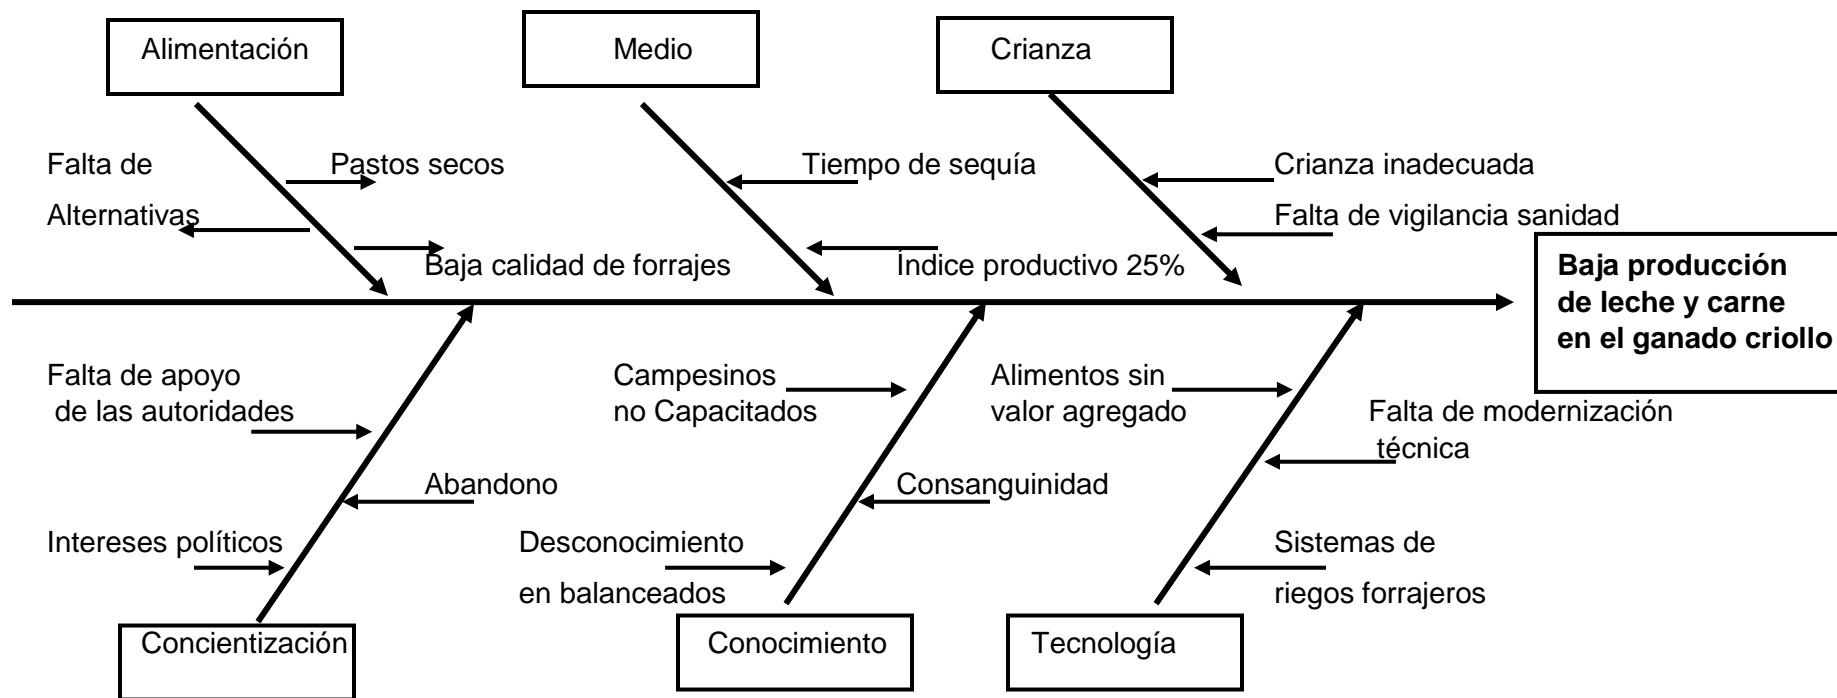 Alimentación
Medio
Crianza
Falta de
Alternativas
Pastos secos
Baja calidad de forrajes
Tiempo de sequía
Índice productivo 25%
Crianza inadecuada
Falta de vigilancia sanidad
Baja producción
de leche y carne
en el ganado criollo
Falta de apoyo
de las autoridades
Abandono
Intereses políticos
Campesinos
no Capacitados
Consanguinidad
Desconocimiento
en balanceados
Alimentos sin
valor agregado
Falta de modernización
técnica
Sistemas de
riegos forrajeros
Concientización
Conocimiento
Tecnología